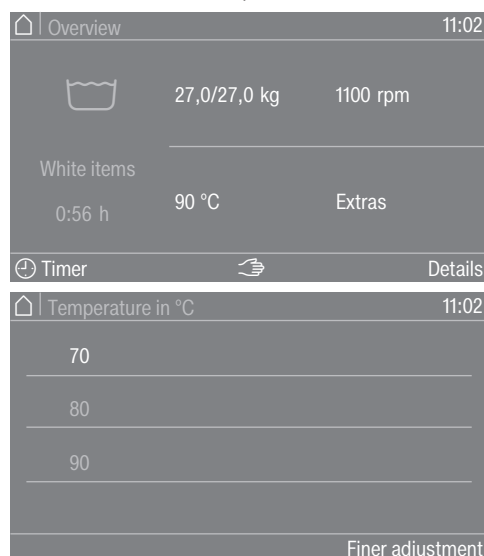 Overview 11:02
27,0/27,0 kg 1100 rpm
White items
0:56 h
90 °C Extras
Timer Details
Temperature in °C 11:02
70
80
90
Finer adjustment